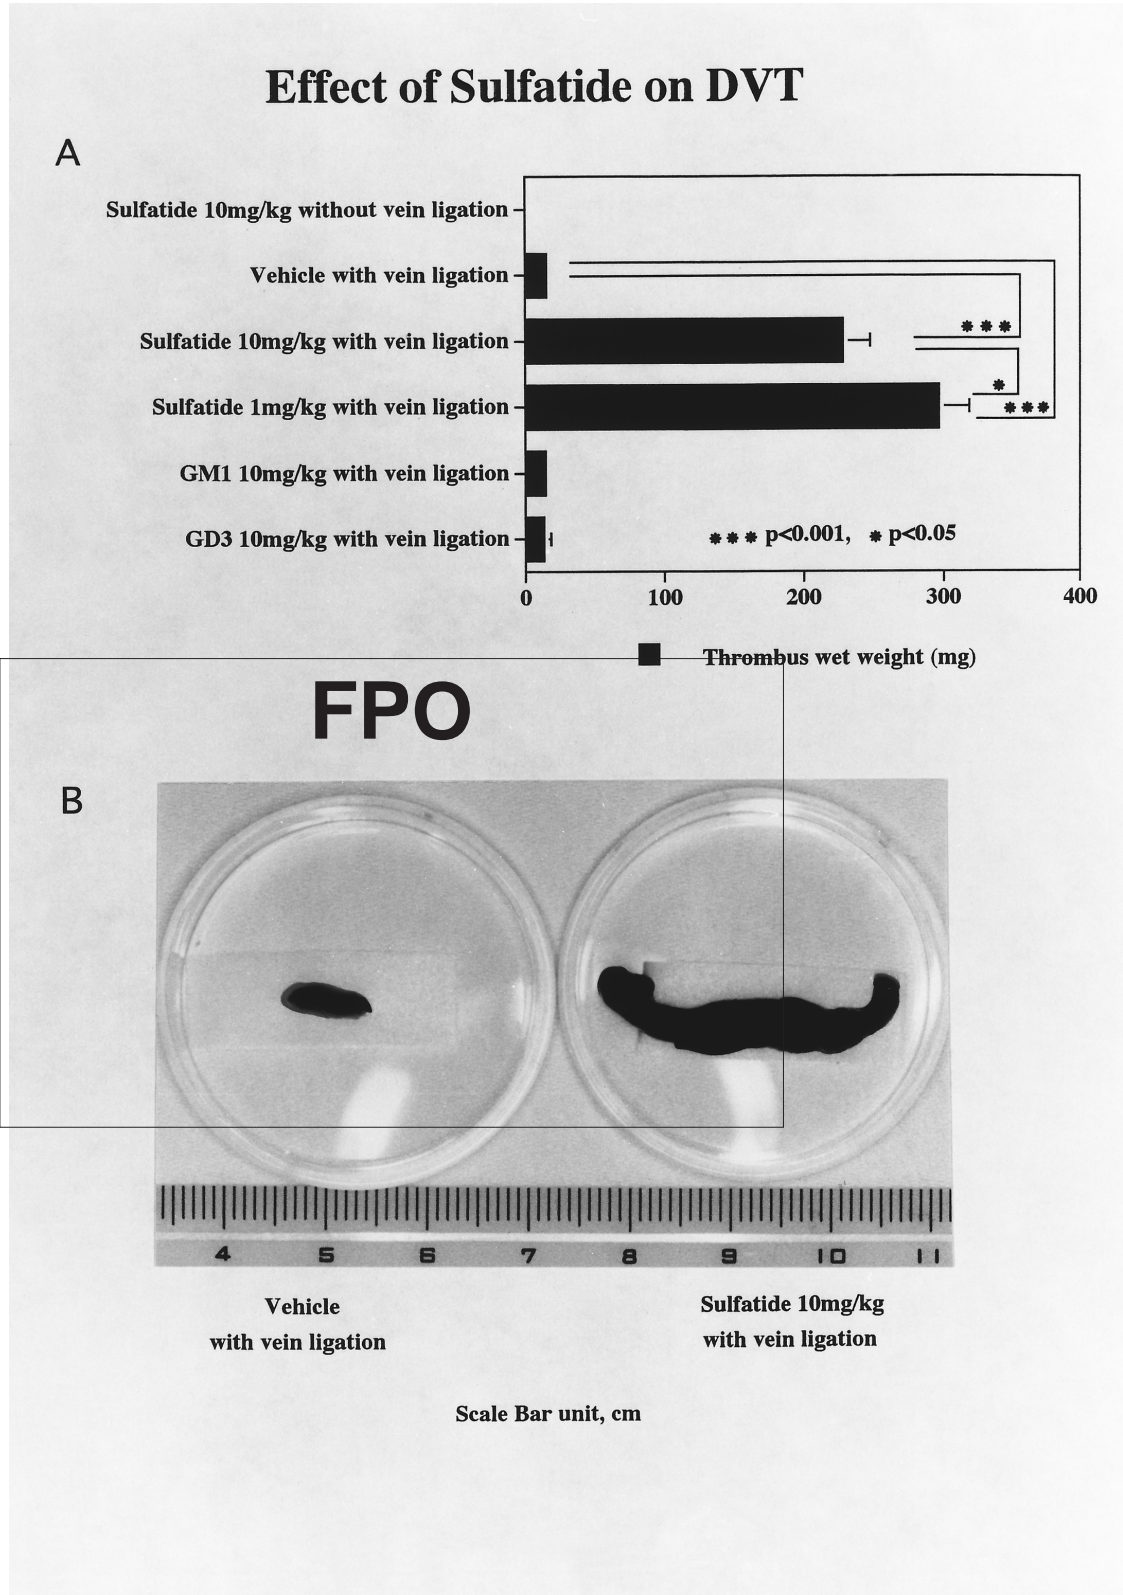 Effect of Sulfatide on DVT
A
Sulfatide 10mg/kg without vein ligation
Vehicle with vein ligation
Sulfatide 10mg/kg with vein ligation
Sulfatide 1mg/kg with vein ligation
GM1 10mg/kg with vein ligation
GD3 10mg/kg with vein ligation
***
*
***
*** p<0.001, * p<0.05
0 100 200 300 400
Thrombus wet weight (mg)
FPO
B
4 5 6 7 8 9 10 11
Vehicle
with vein ligation
Sulfatide 10mg/kg
with vein ligation
Scale Bar unit, cm